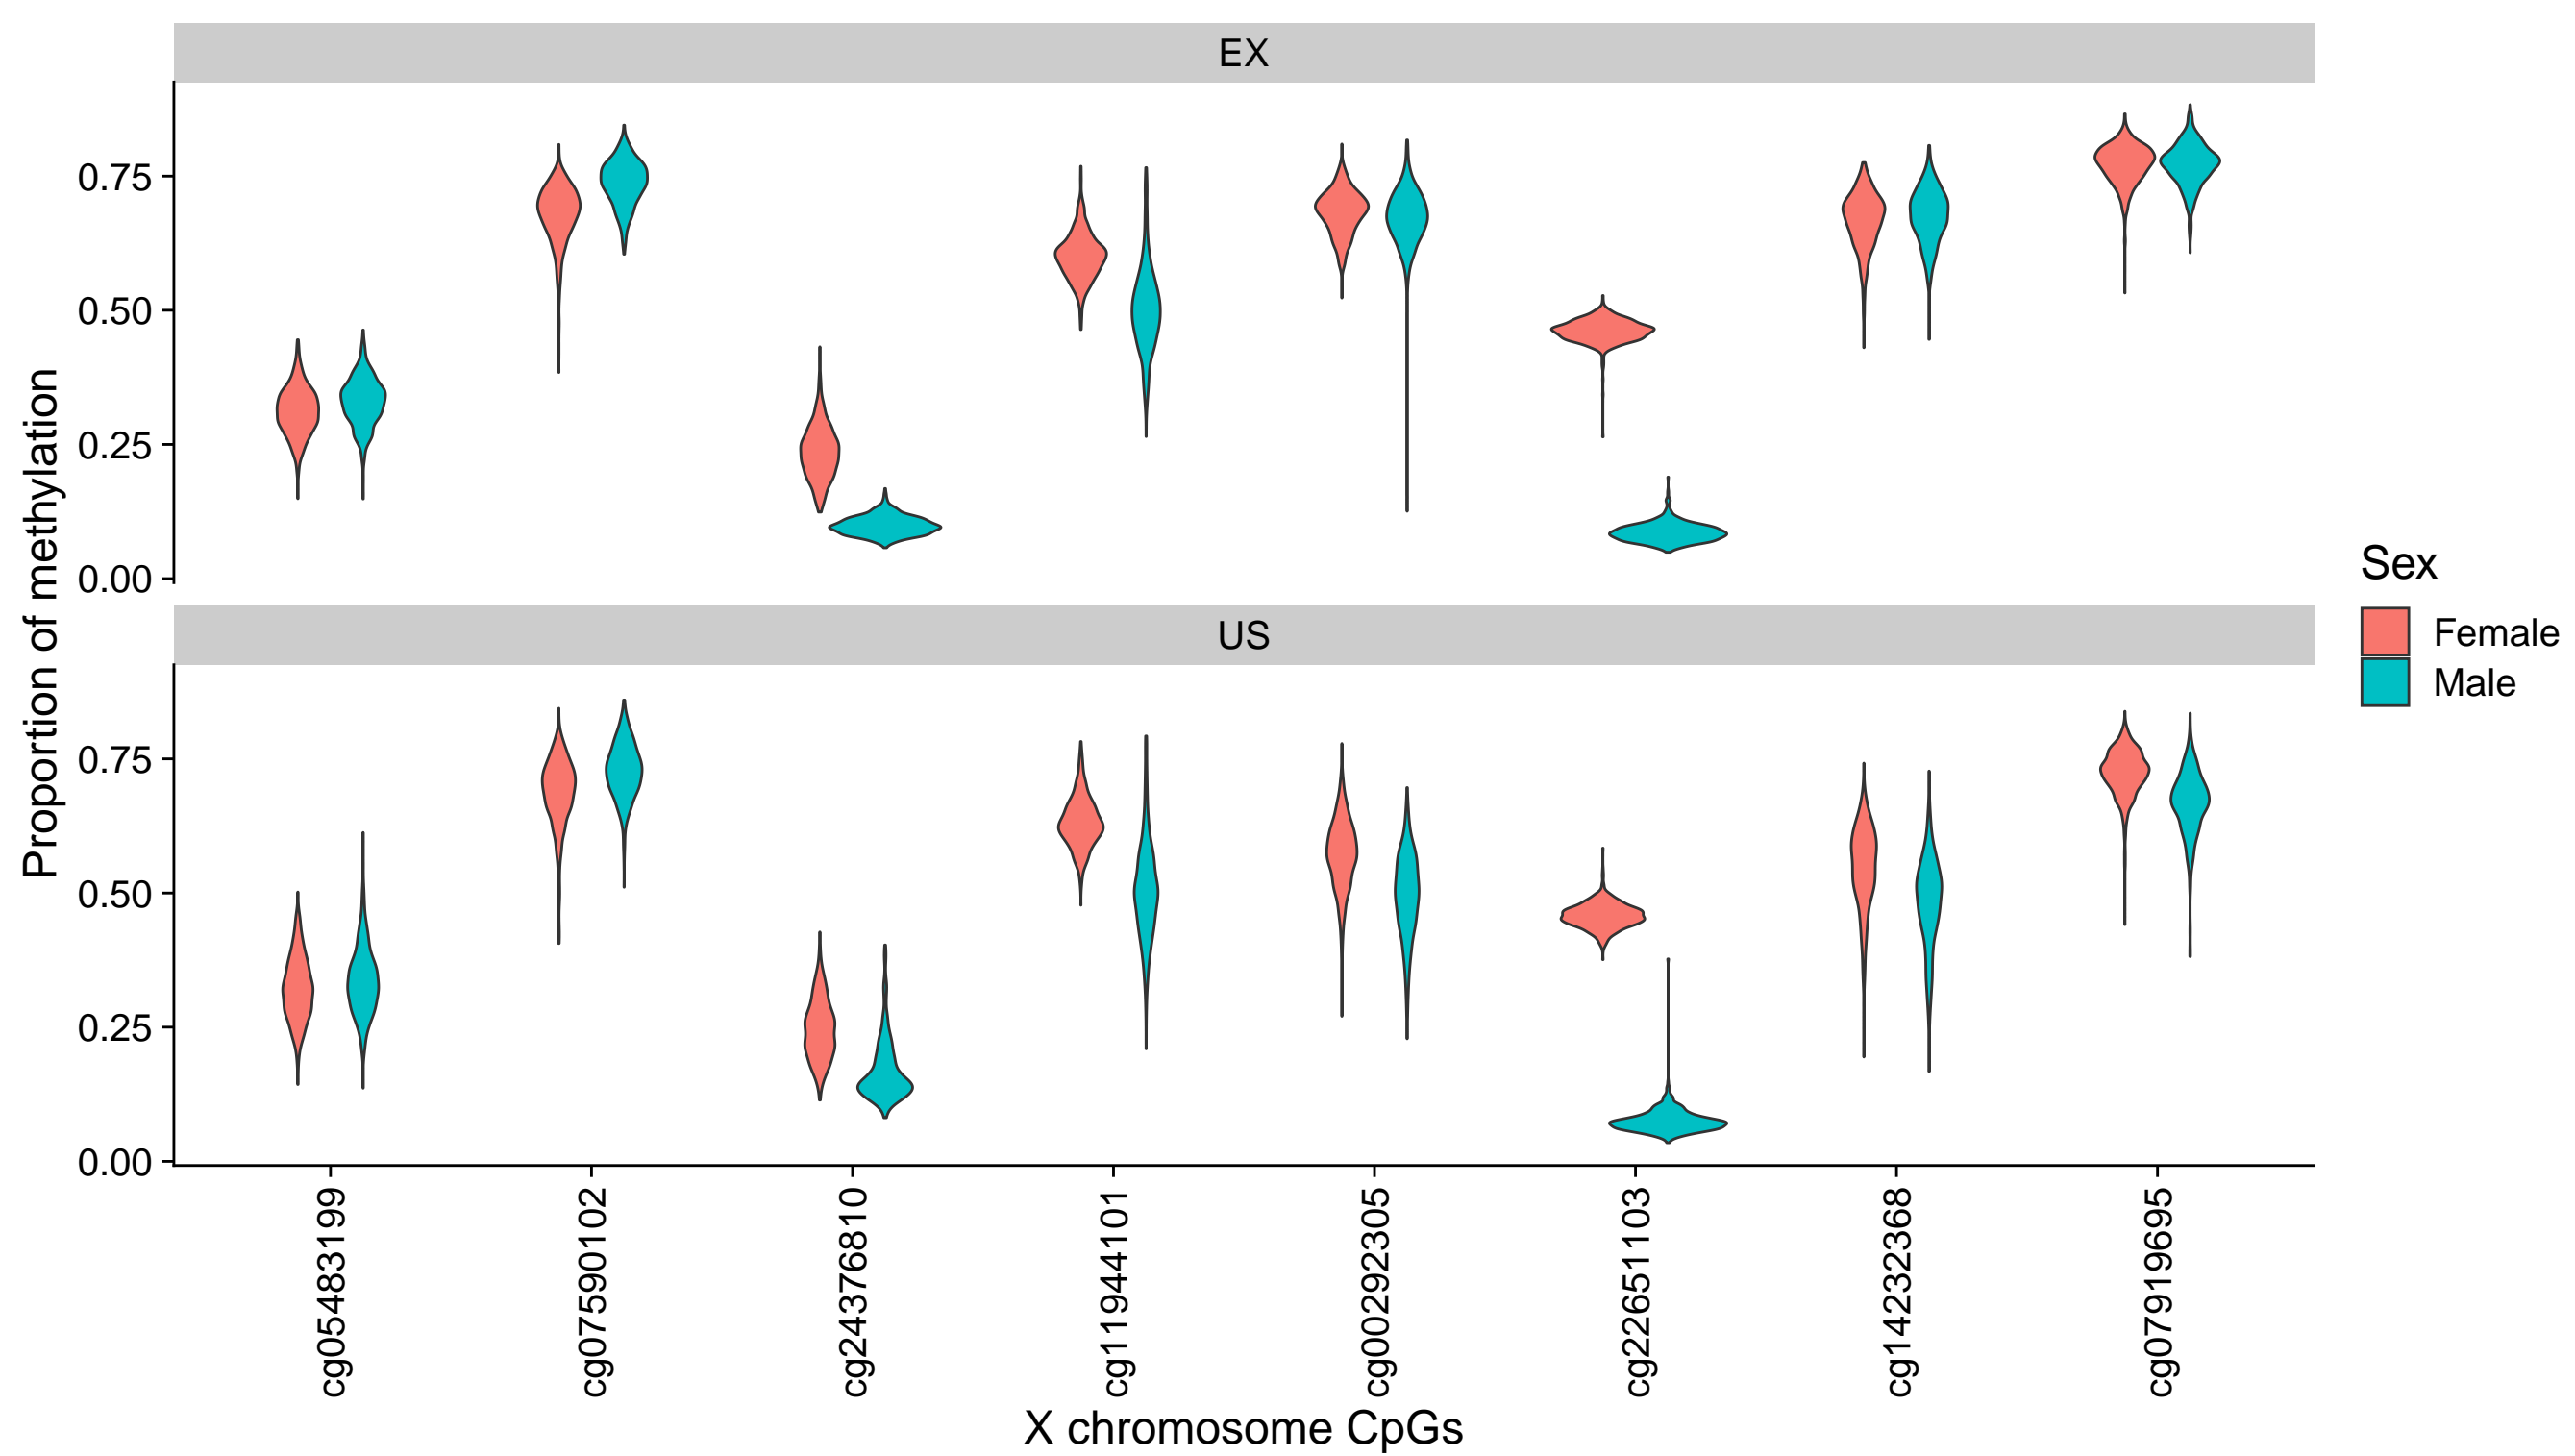 EX
0.75
0.50
0.25
0.00
US
0.75
0.50
0.25
0.00
Proportion of methylation
cg05483199
cg07590102
cg24376810
cg11944101
cg00292305
cg22651103
cg14232368
cg07919695
X chromosome CpGs
Sex
Female
Male